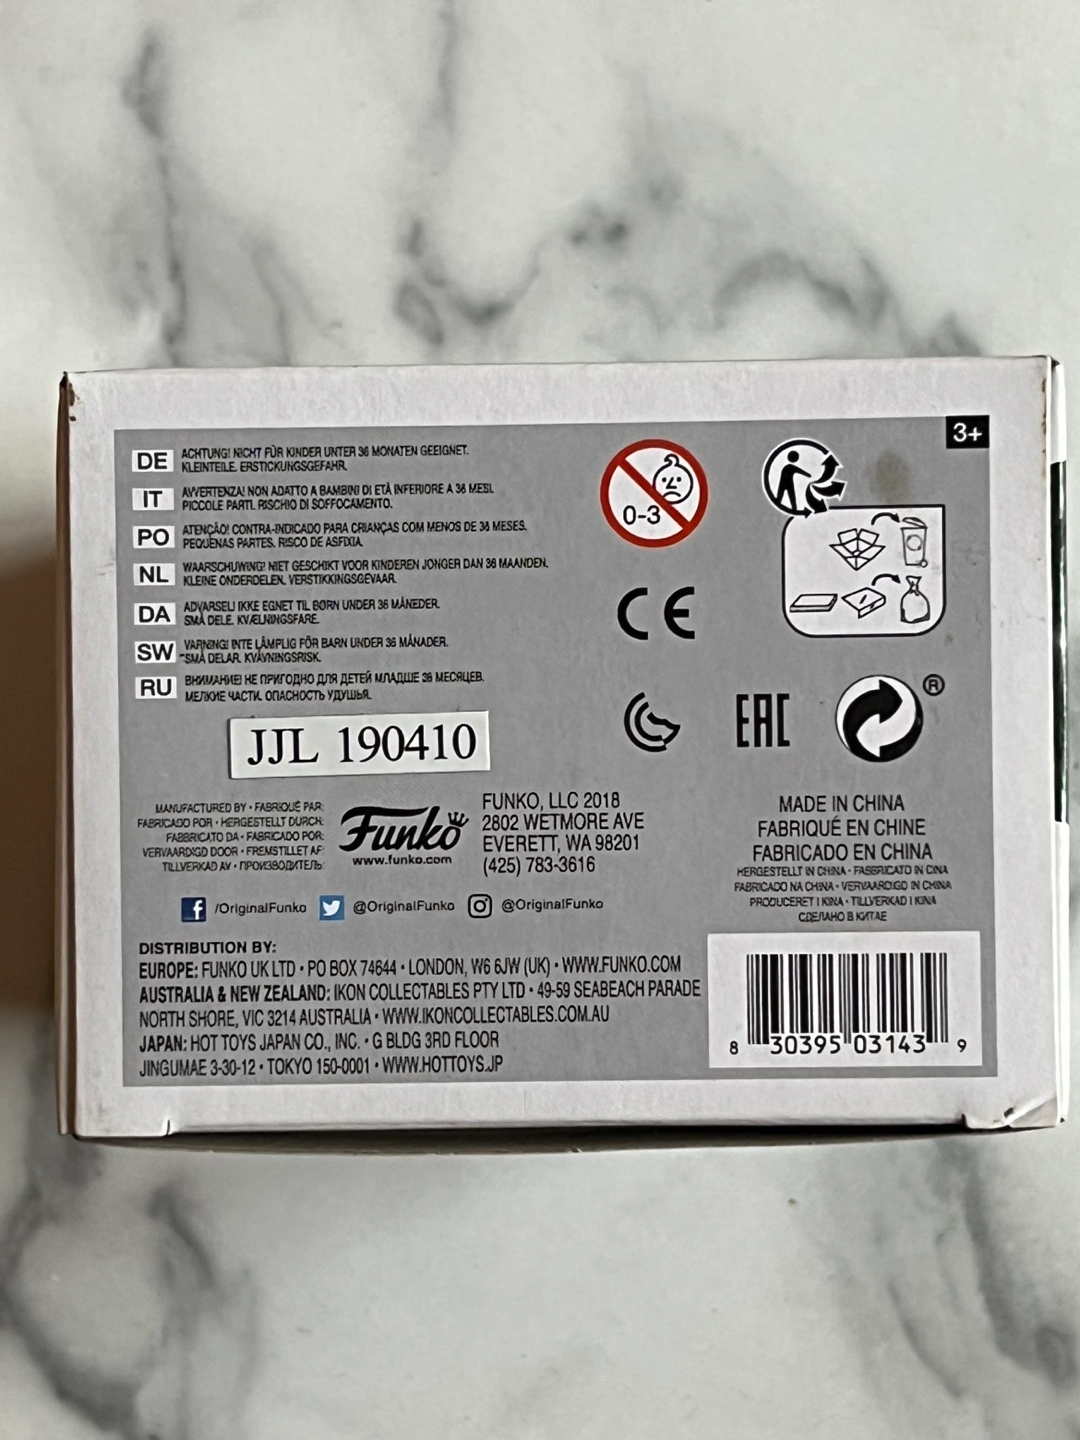 3+
DE ACHTUNG! NICHT FÜR KINDER UNTER 36 MONATEN GEEIGNET.
KLEINTEILE. ERSTICKUNGSGEFAHR.
IT AVVERTENZA! NON ADATTO A BAMBINI DI ETÀ INFERIORE A 36 MESI.
PICCOLE PARTI. RISCHIO DI SOFFOCAMENTO.
PO ATENÇÃO! CONTRA-INDICADO PARA CRIANÇAS COM MENOS DE 36 MESES.
PEQUENAS PARTES. RISCO DE ASFIXIA.
NL WAARSCHUWING! NIET GESCHIKT VOOR KINDEREN JONGER DAN 36 MAANDEN.
KLEINE ONDERDELEN. VERSTIKKINGSGEVAAR.
DA ADVARSEL! IKKE EGNET TIL BØRN UNDER 36 MÅNEDER.
SMÅ DELE. KVÆLNINGSFARE.
SW VARNING! INTE LÄMPLIG FÖR BARN UNDER 36 MÅNADER.
SMÅ DELAR. KVÄVNINGSRISK.
RU ВНИМАНИЕ! НЕ ПРИГОДНО ДЛЯ ДЕТЕЙ МЛАДШЕ 36 МЕСЯЦЕВ.
МЕЛКИЕ ЧАСТИ. ОПАСНОСТЬ УДУШЬЯ.
0-3
CE
EAC
®
JJL 190410
MANUFACTURED BY • FABRIQUÉ PAR:
FABRICADO POR • HERGESTELLT DURCH:
FABBRICATO DA • FABRICADO POR:
VERVAARDIGD DOOR • FREMSTILLET AF:
TILLVERKAD AV • ПРОИЗВОДИТЕЛЬ:
Funko
www.funko.com
FUNKO, LLC 2018
2802 WETMORE AVE
EVERETT, WA 98201
(425) 783-3616
MADE IN CHINA
FABRIQUÉ EN CHINE
FABRICADO EN CHINA
HERGESTELLT IN CHINA • FABBRICATO IN CINA
FABRICADO NA CHINA • VERVAARDIGD IN CHINA
PRODUCERET I KINA • TILLVERKAD I KINA
СДЕЛАНО В КИТАЕ
/OriginalFunko @OriginalFunko @OriginalFunko
DISTRIBUTION BY:
EUROPE: FUNKO UK LTD • PO BOX 74644 • LONDON, W6 6JW (UK) • WWW.FUNKO.COM
AUSTRALIA & NEW ZEALAND: IKON COLLECTABLES PTY LTD • 49-59 SEABEACH PARADE
NORTH SHORE, VIC 3214 AUSTRALIA • WWW.IKONCOLLECTABLES.COM.AU
JAPAN: HOT TOYS JAPAN CO., INC. • G BLDG 3RD FLOOR
JINGUMAE 3-30-12 • TOKYO 150-0001 • WWW.HOTTOYS.JP
8 30395 03143 9